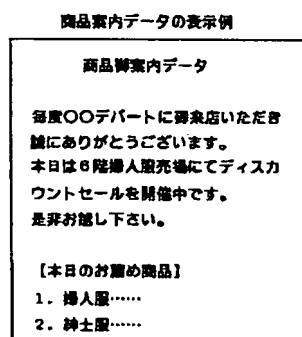 商品案内データの表示例
商品御案内データ
毎度〇〇デパートに御来店いただき
誠にありがとうございます。
本日は6階婦人服売場にてディスカ
ウントセールを開催中です。
是非お越し下さい。
【本日のお薦め商品】
1．婦人服……
2．紳士服……